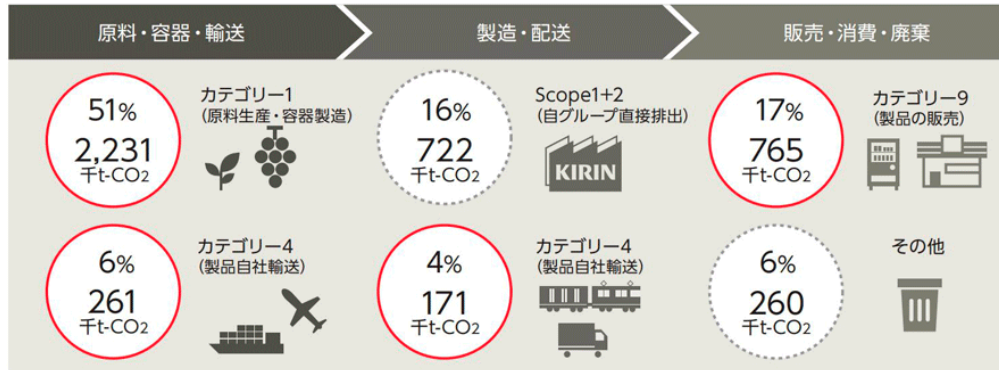 原料・容器・輸送
製造・配送
販売・消費・廃棄
51%
2,231
千t-CO2
カテゴリー1
（原料生産・容器製造）
16%
722
千t-CO2
Scope1+2
（自グループ直接排出）
KIRIN
17%
765
千t-CO2
カテゴリー9
（製品の販売）
6%
261
千t-CO2
カテゴリー4
（製品自社輸送）
4%
171
千t-CO2
カテゴリー4
（製品自社輸送）
6%
260
千t-CO2
その他